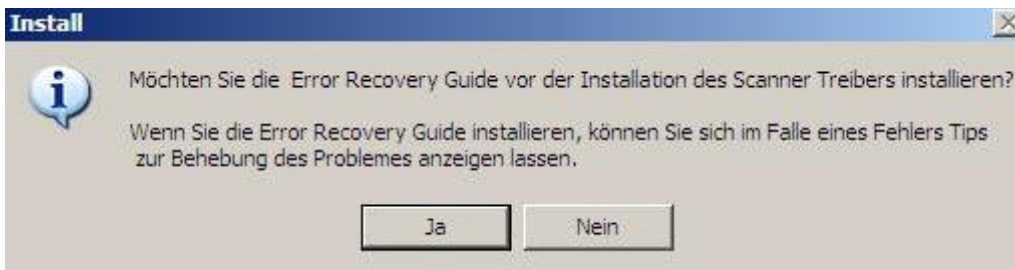 Install
Möchten Sie die Error Recovery Guide vor der Installation des Scanner Treibers installieren?
Wenn Sie die Error Recovery Guide installieren, können Sie sich im Falle eines Fehlers Tips
zur Behebung des Problemes anzeigen lassen.
Ja
Nein